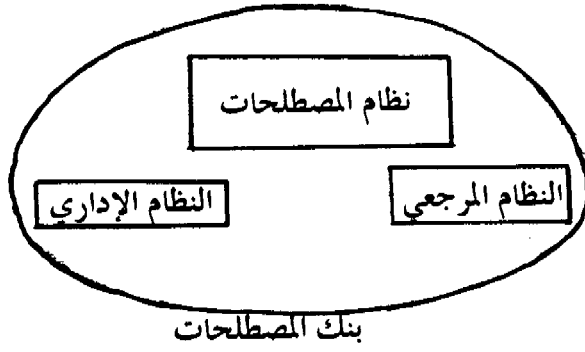 نظام المصطلحات
النظام المرجعي
النظام الإداري
بنك المصطلحات